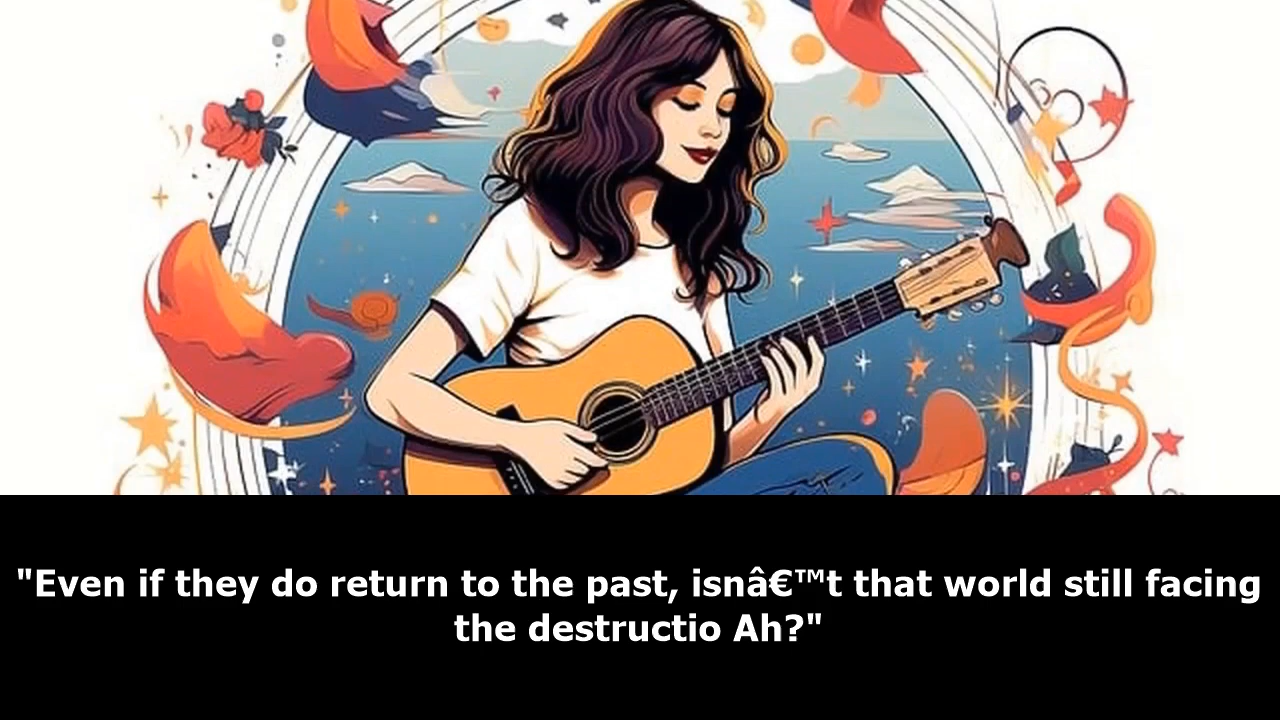 "Even if they do return to the past, isnâ€™t that world still facing
the destructio Ah?"